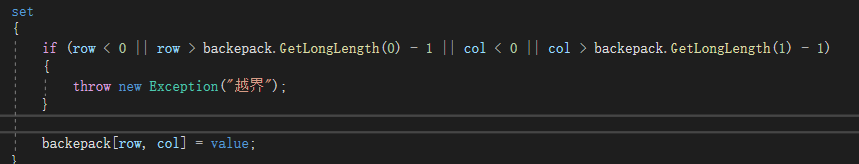 set
{
if (row < 0 || row > backepack.GetLongLength(0) - 1 || col < 0 || col > backepack.GetLongLength(1) - 1)
{
throw new Exception("越界");
}
backepack[row, col] = value;
}